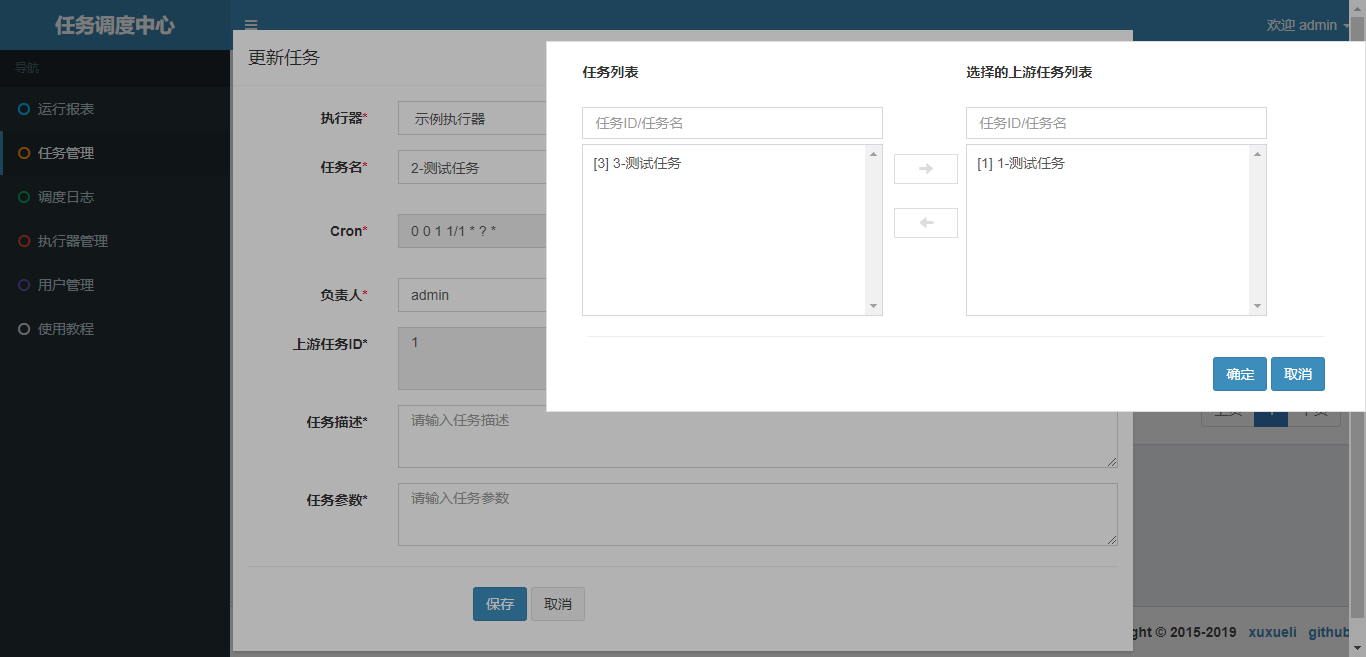 任务调度中心
欢迎 admin
导航
运行报表
任务管理
调度日志
执行器管理
用户管理
使用教程
更新任务
执行器*
示例执行器
任务名*
2-测试任务
Cron*
0 0 1 1/1 * ? *
负责人*
admin
上游任务ID*
1
任务描述*
请输入任务描述
任务参数*
请输入任务参数
保存
取消
任务列表
任务ID/任务名
[3] 3-测试任务
选择的上游任务列表
任务ID/任务名
[1] 1-测试任务
确定
取消
ght © 2015-2019 xuxueli github